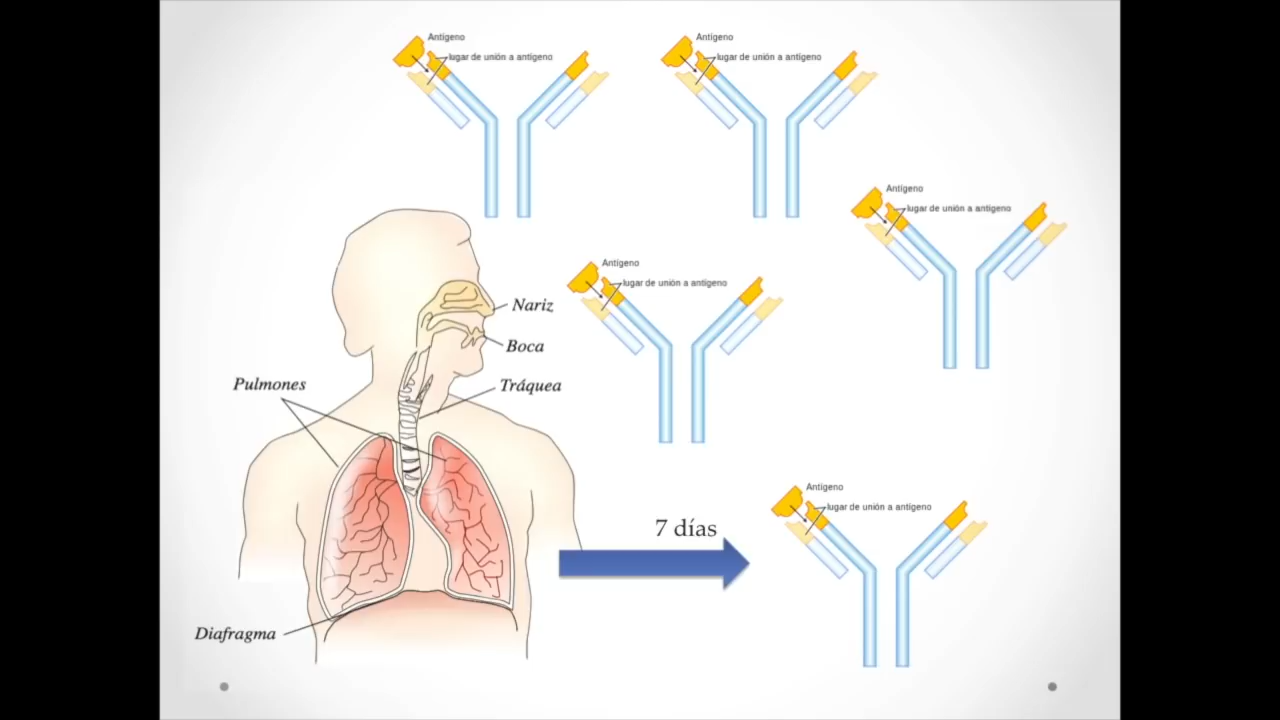 Antígeno
lugar de unión a antígeno
Antígeno
lugar de unión a antígeno
Antígeno
lugar de unión a antígeno
Antígeno
lugar de unión a antígeno
Nariz
Boca
Tráquea
Pulmones
Antígeno
lugar de unión a antígeno
7 días
Diafragma